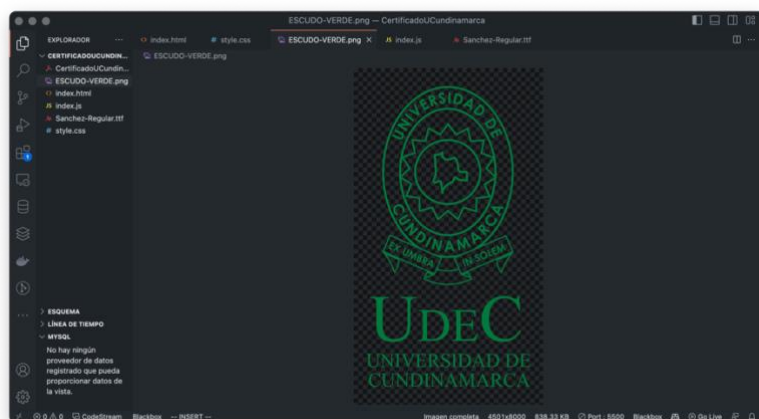 ESCUDO-VERDE.png — CertificadoUCundinamarca
EXPLORADOR
index.html
style.css
ESCUDO-VERDE.png
index.js
Sanchez-Regular.ttf
CERTIFICADOUCUNDIN...
ESCUDO-VERDE.png
CertificadoUCundin...
ESCUDO-VERDE.png
index.html
index.js
Sanchez-Regular.ttf
style.css
UNIVERSIDAD DE
CUNDINAMARCA
EX UMBRA IN SOLEM
UDEC
UNIVERSIDAD DE
CUNDINAMARCA
ESQUEMA
LÍNEA DE TIEMPO
MYSQL
No hay ningún
proveedor de datos
registrado que pueda
proporcionar datos de
la vista.
0 0 CodeStream Blackbox -- INSERT -- Imagen completa 4501x8000 838.33 KB Port : 5500 Blackbox Go Live